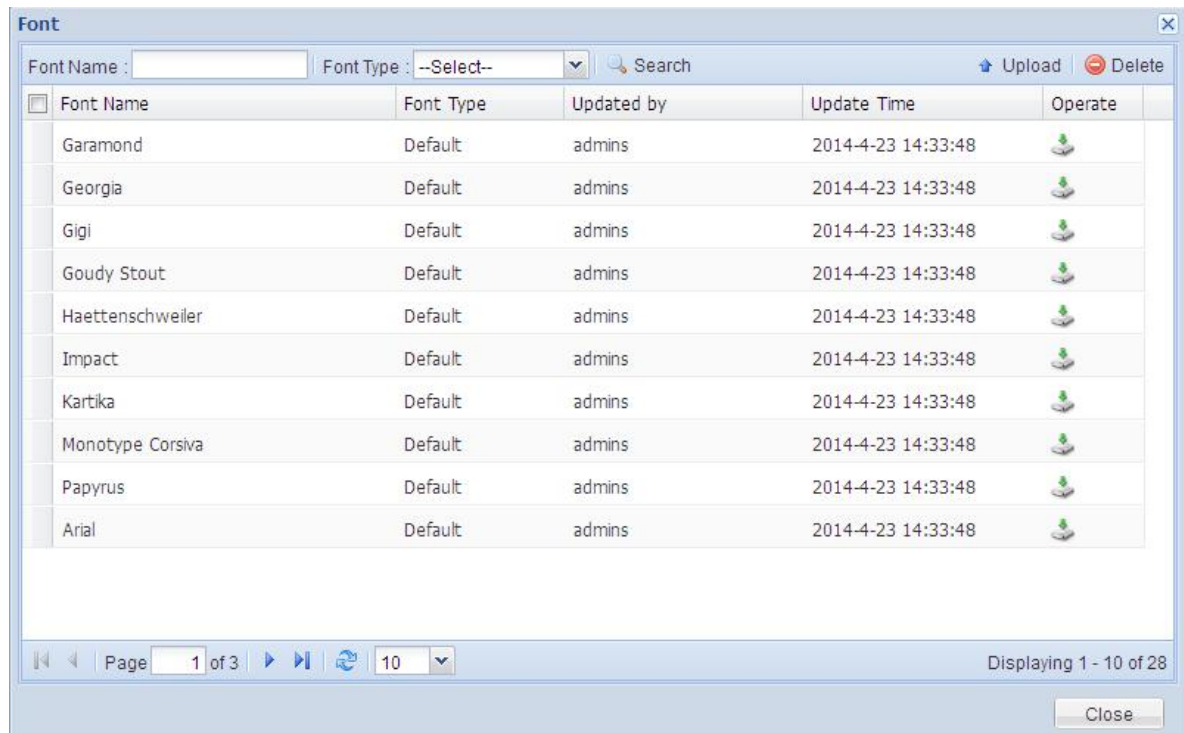 Font
Font Name : Font Type : --Select-- Search Upload Delete
Font Name Font Type Updated by Update Time Operate
Garamond Default admins 2014-4-23 14:33:48
Georgia Default admins 2014-4-23 14:33:48
Gigi Default admins 2014-4-23 14:33:48
Goudy Stout Default admins 2014-4-23 14:33:48
Haettenschweiler Default admins 2014-4-23 14:33:48
Impact Default admins 2014-4-23 14:33:48
Kartika Default admins 2014-4-23 14:33:48
Monotype Corsiva Default admins 2014-4-23 14:33:48
Papyrus Default admins 2014-4-23 14:33:48
Arial Default admins 2014-4-23 14:33:48
Page 1 of 3 10 Displaying 1 - 10 of 28
Close